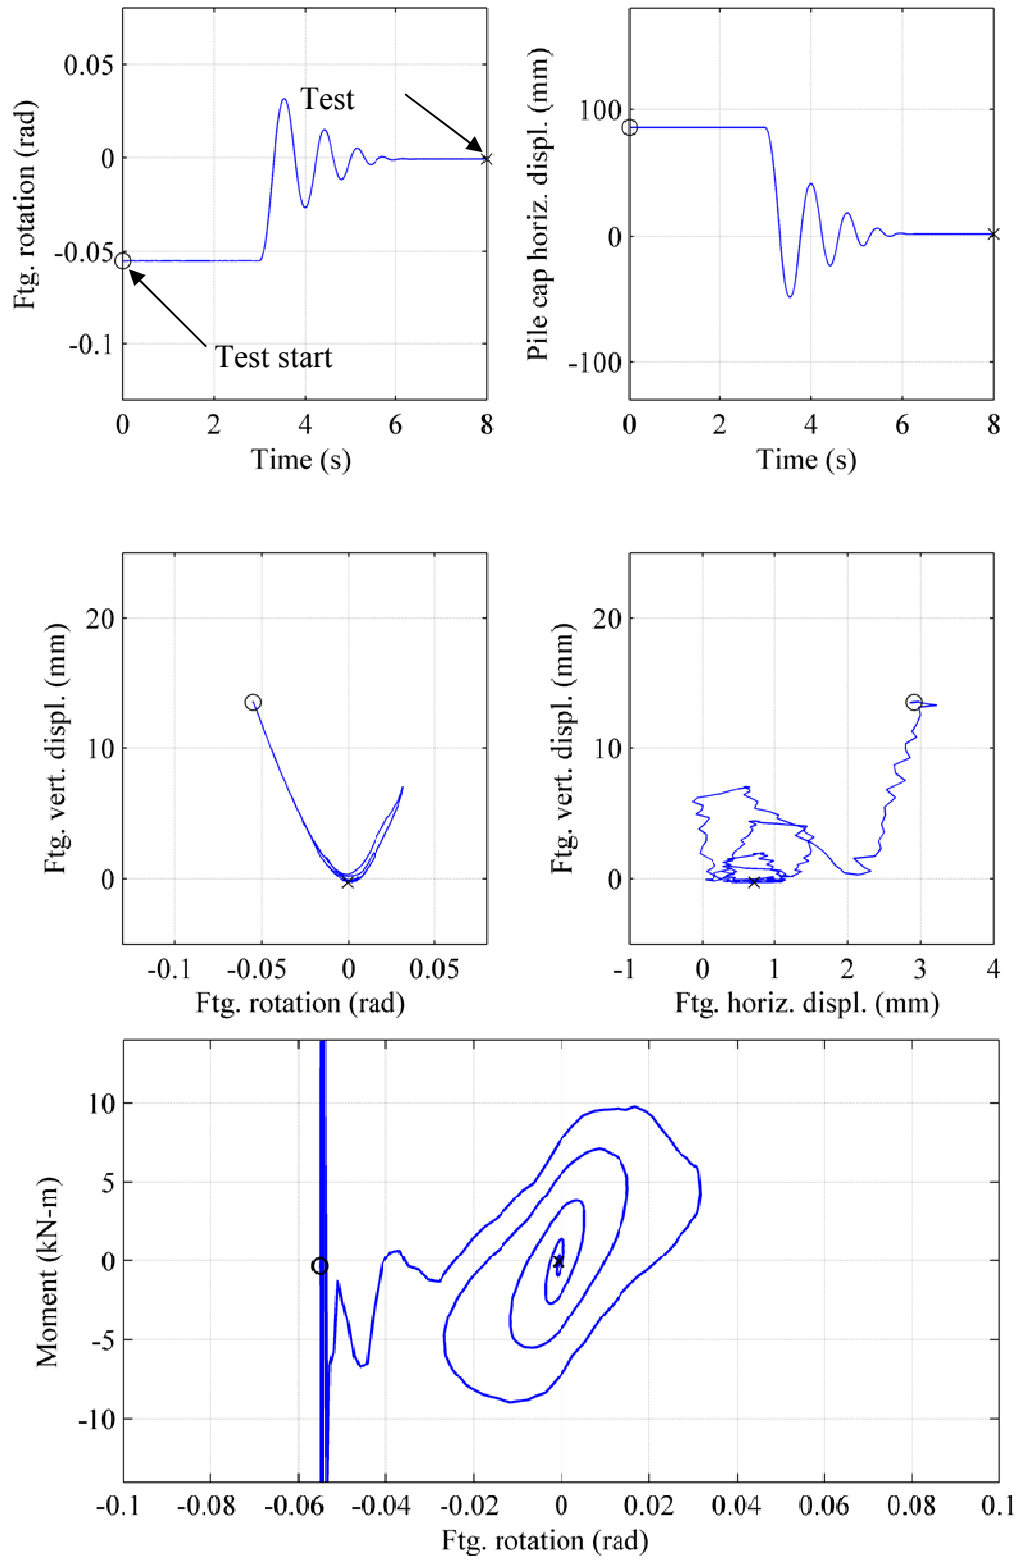 0.05
0
-0.05
-0.1
Ftg. rotation (rad)
Test
Test start
0 2 4 6 8
Time (s)
100
0
-100
Pile cap horiz. displ. (mm)
0 2 4 6 8
Time (s)
20
10
0
Ftg. vert. displ. (mm)
-0.1 -0.05 0 0.05
Ftg. rotation (rad)
20
10
0
Ftg. vert. displ. (mm)
-1 0 1 2 3 4
Ftg. horiz. displ. (mm)
10
5
0
-5
-10
Moment (kN-m)
-0.1 -0.08 -0.06 -0.04 -0.02 0 0.02 0.04 0.06 0.08 0.1
Ftg. rotation (rad)